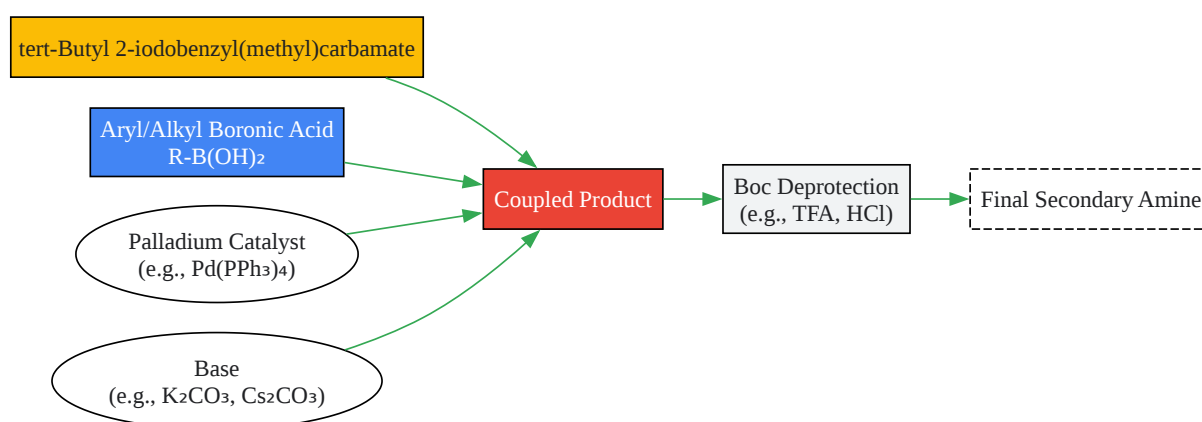 tert-Butyl 2-iodobenzyl(methyl)carbamate
Aryl/Alkyl Boronic Acid
R-B(OH)₂
Palladium Catalyst
(e.g., Pd(PPh₃)₄)
Base
(e.g., K₂CO₃, Cs₂CO₃)
Coupled Product
Boc Deprotection
(e.g., TFA, HCl)
Final Secondary Amine